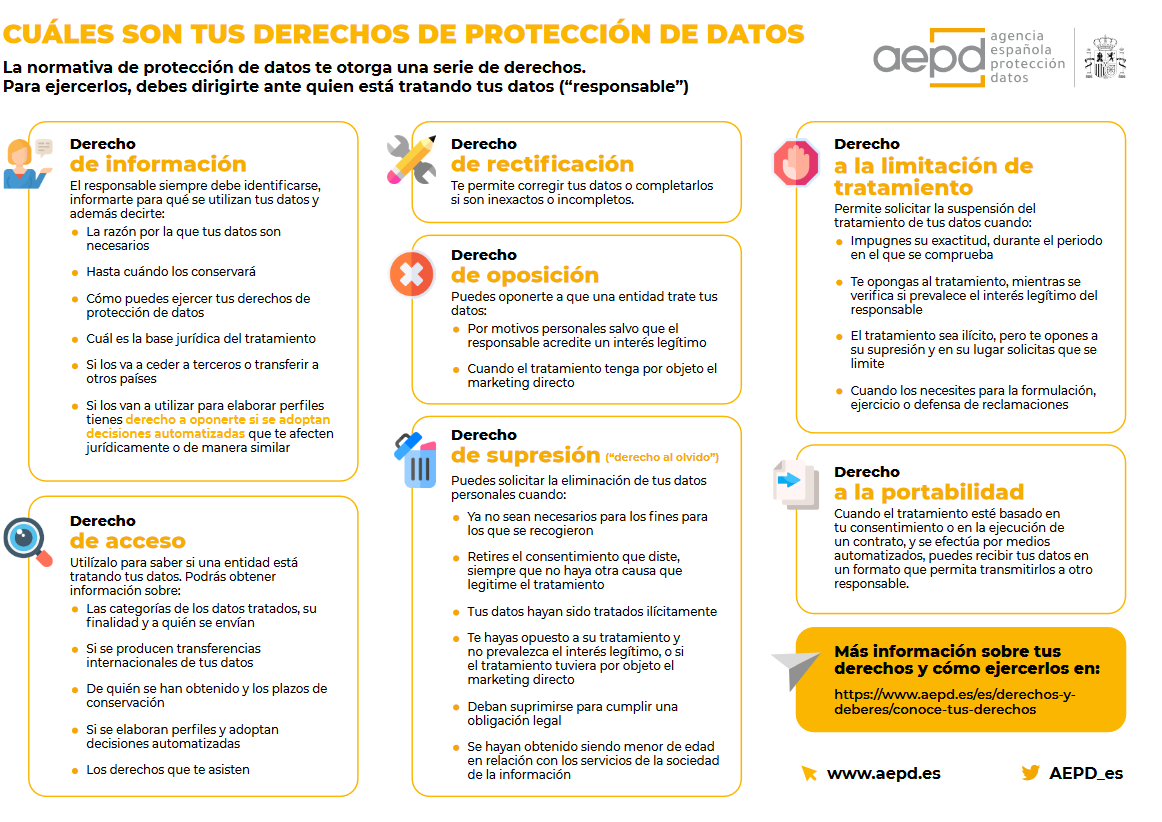 CUÁLES SON TUS DERECHOS DE PROTECCIÓN DE DATOS
La normativa de protección de datos te otorga una serie de derechos.
Para ejercerlos, debes dirigirte ante quien está tratando tus datos (“responsable”)
aepd
agencia
española
protección
datos
Derecho
de información
El responsable siempre debe identificarse,
informarte para qué se utilizan tus datos y
además decirte:
• La razón por la que tus datos son
necesarios
• Hasta cuándo los conservará
• Cómo puedes ejercer tus derechos de
protección de datos
• Cuál es la base jurídica del tratamiento
• Si los va a ceder a terceros o transferir a
otros países
• Si los van a utilizar para elaborar perfiles
tienes derecho a oponerte si se adoptan
decisiones automatizadas que te afecten
jurídicamente o de manera similar
Derecho
de acceso
Utilízalo para saber si una entidad está
tratando tus datos. Podrás obtener
información sobre:
• Las categorías de los datos tratados, su
finalidad y a quién se envían
• Si se producen transferencias
internacionales de tus datos
• De quién se han obtenido y los plazos de
conservación
• Si se elaboran perfiles y adoptan
decisiones automatizadas
• Los derechos que te asisten
Derecho
de rectificación
Te permite corregir tus datos o completarlos
si son inexactos o incompletos.
Derecho
de oposición
Puedes oponerte a que una entidad trate tus
datos:
• Por motivos personales salvo que el
responsable acredite un interés legítimo
• Cuando el tratamiento tenga por objeto el
marketing directo
Derecho
de supresión (“derecho al olvido”)
Puedes solicitar la eliminación de tus datos
personales cuando:
• Ya no sean necesarios para los fines para
los que se recogieron
• Retires el consentimiento que diste,
siempre que no haya otra causa que
legitime el tratamiento
• Tus datos hayan sido tratados ilícitamente
• Te hayas opuesto a su tratamiento y
no prevalezca el interés legítimo, o si
el tratamiento tuviera por objeto el
marketing directo
• Deban suprimirse para cumplir una
obligación legal
• Se hayan obtenido siendo menor de edad
en relación con los servicios de la sociedad
de la información
Derecho
a la limitación de
tratamiento
Permite solicitar la suspensión del
tratamiento de tus datos cuando:
• Impugnes su exactitud, durante el periodo
en el que se comprueba
• Te opongas al tratamiento, mientras se
verifica si prevalece el interés legítimo del
responsable
• El tratamiento sea ilícito, pero te opones a
su supresión y en su lugar solicitas que se
limite
• Cuando los necesites para la formulación,
ejercicio o defensa de reclamaciones
Derecho
a la portabilidad
Cuando el tratamiento esté basado en
tu consentimiento o en la ejecución de
un contrato, y se efectúa por medios
automatizados, puedes recibir tus datos en
un formato que permita transmitirlos a otro
responsable.
Más información sobre tus
derechos y cómo ejercerlos en:
https://www.aepd.es/es/derechos-y-
deberes/conoce-tus-derechos
www.aepd.es
AEPD_es